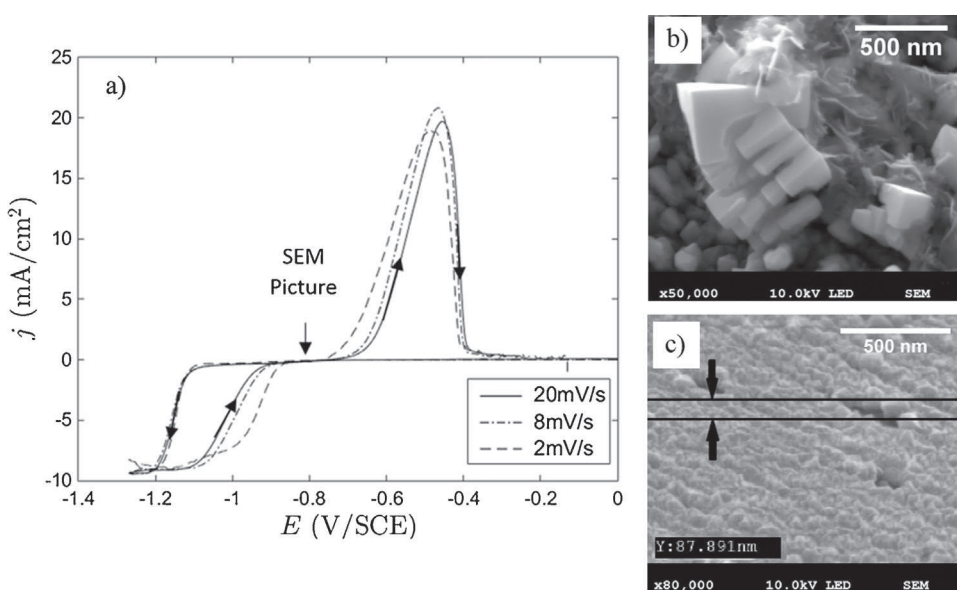 a)
25
20
15
10
5
0
-5
-10
j (mA/cm²)
-1.4
-1.2
-1
-0.8
-0.6
-0.4
-0.2
0
E (V/SCE)
SEM
Picture
20mV/s
8mV/s
2mV/s
b)
500 nm
x50,000 10.0kV LED SEM
c)
500 nm
Y:87.891nm
x80,000 10.0kV LED SEM